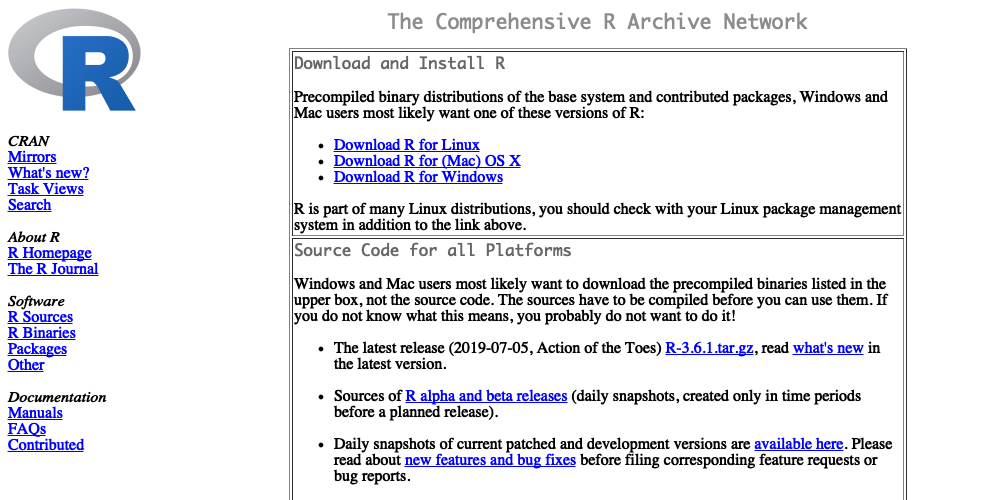 R
CRAN
Mirrors
What's new?
Task Views
Search
About R
R Homepage
The R Journal
Software
R Sources
R Binaries
Packages
Other
Documentation
Manuals
FAQs
Contributed
The Comprehensive R Archive Network
Download and Install R
Precompiled binary distributions of the base system and contributed packages, Windows and
Mac users most likely want one of these versions of R:
• Download R for Linux
• Download R for (Mac) OS X
• Download R for Windows
R is part of many Linux distributions, you should check with your Linux package management
system in addition to the link above.
Source Code for all Platforms
Windows and Mac users most likely want to download the precompiled binaries listed in the
upper box, not the source code. The sources have to be compiled before you can use them. If
you do not know what this means, you probably do not want to do it!
• The latest release (2019-07-05, Action of the Toes) R-3.6.1.tar.gz, read what's new in
the latest version.
• Sources of R alpha and beta releases (daily snapshots, created only in time periods
before a planned release).
• Daily snapshots of current patched and development versions are available here. Please
read about new features and bug fixes before filing corresponding feature requests or
bug reports.